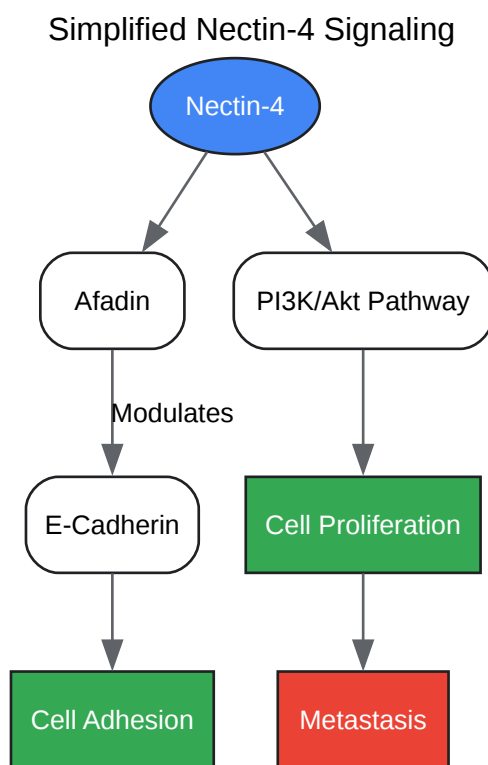 Simplified Nectin-4 Signaling
Nectin-4
Afadin
PI3K/Akt Pathway
Modulates
E-Cadherin
Cell Proliferation
Cell Adhesion
Metastasis